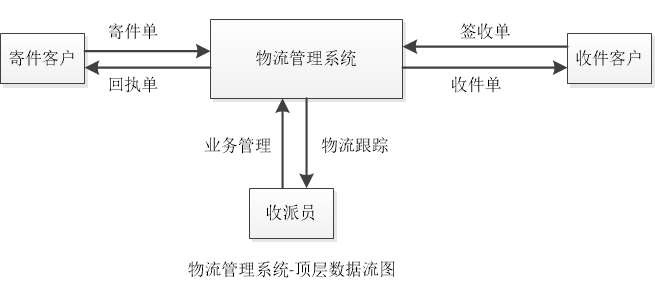 寄件单
签收单
寄件客户
物流管理系统
收件客户
回执单
收件单
业务管理
物流跟踪
收派员
物流管理系统-顶层数据流图